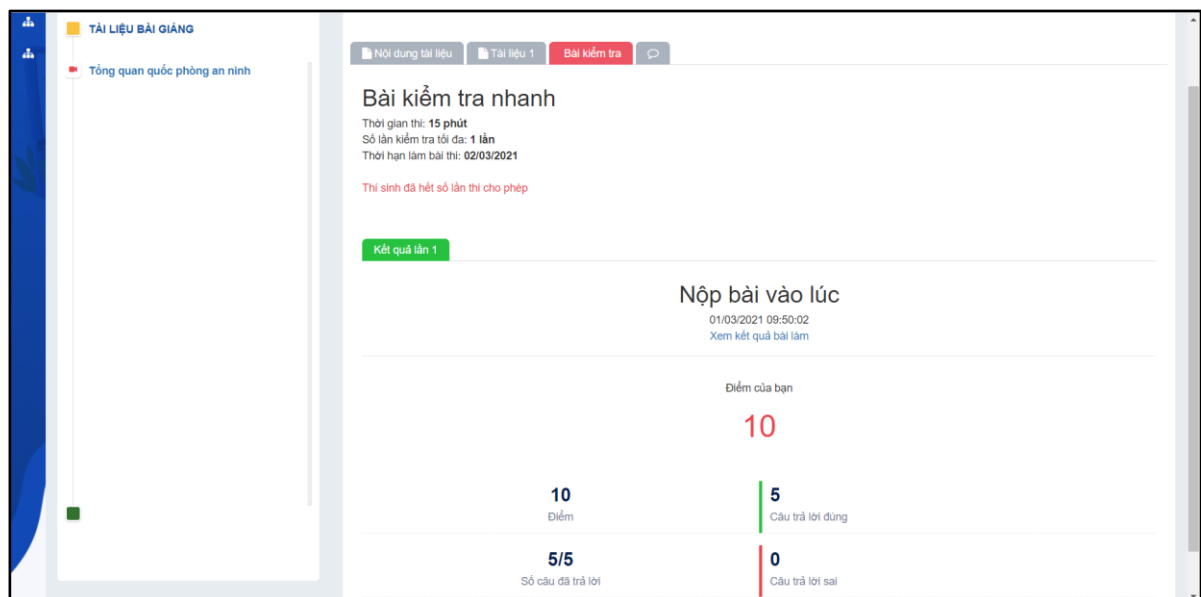 TÀI LIỆU BÀI GIẢNG
Tổng quan quốc phòng an ninh
Nội dung tài liệu
Tài liệu 1
Bài kiểm tra
Bài kiểm tra nhanh
Thời gian thi: 15 phút
Số lần kiểm tra tối đa: 1 lần
Thời hạn làm bài thi: 02/03/2021
Thí sinh đã hết số lần thi cho phép
Kết quả lần 1
Nộp bài vào lúc
01/03/2021 09:50:02
Xem kết quả bài làm
Điểm của bạn
10
10
Điểm
5
Câu trả lời đúng
5/5
Số câu đã trả lời
0
Câu trả lời sai